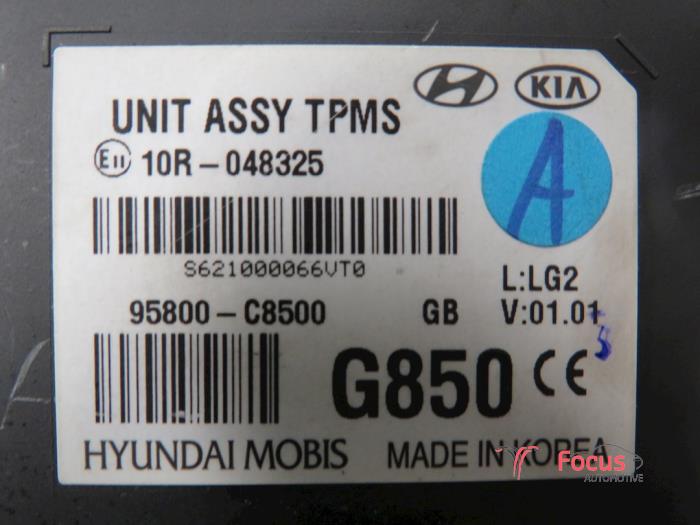 KIA
UNIT ASSY TPMS
E11 10R-048325
A
S621000066VT0
L:LG2
95800-C8500 GB V:01.01
5
G850 CE
HYUNDAI MOBIS MADE IN KOREA
Focus
AUTOMOTIVE